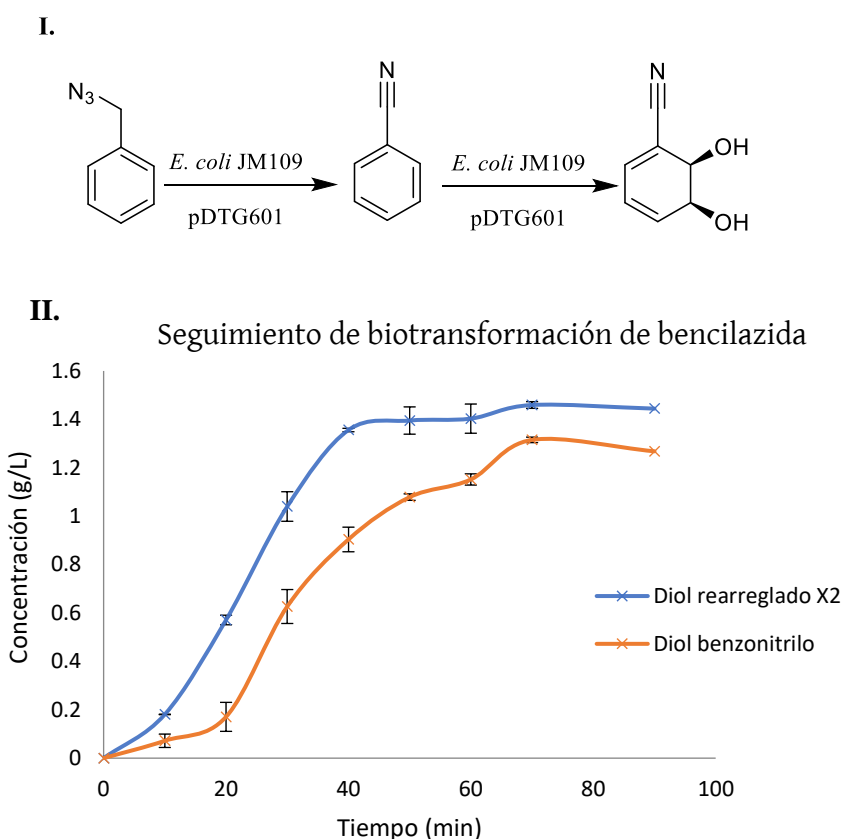 I.
N3
N
N
E. coli JM109
pDTG601
E. coli JM109
pDTG601
OH
OH
II.
Seguimiento de biotransformación de bencilazida
Concentración (g/L)
1.6
1.4
1.2
1
0.8
0.6
0.4
0.2
0
0
20
40
60
80
100
Tiempo (min)
Diol rearreglado X2
Diol benzonitrilo